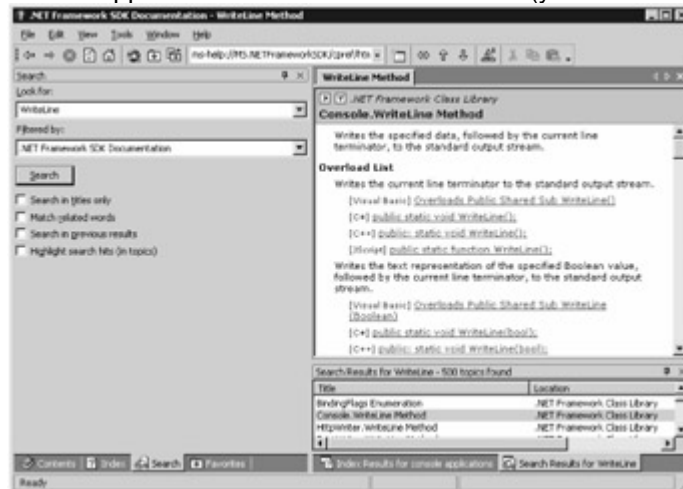 .NET Framework SDK Documentation - WriteLine Method
File Edit View Tools Window Help
Search
WriteLine Method
Look for:
WriteLine
Filtered by:
.NET Framework SDK Documentation
Search
Search in titles only
Match related words
Search in previous results
Highlight search hits (in topics)
.NET Framework Class Library
Console.WriteLine Method
Writes the specified data, followed by the current line
terminator, to the standard output stream.
Overload List
Writes the current line terminator to the standard output stream.
[Visual Basic] Overloads Public Shared Sub WriteLine()
[C#] public static void WriteLine();
[C++] public: static void WriteLine();
[JScript] public static function WriteLine();
Writes the text representation of the specified Boolean value,
followed by the current line terminator, to the standard output
stream.
[Visual Basic] Overloads Public Shared Sub WriteLine
(Boolean)
[C#] public static void WriteLine(bool);
[C++] public: static void WriteLine(bool);
Search Results for WriteLine - 500 topics found
Title Location
BindingFlags Enumeration .NET Framework Class Library
Console.WriteLine Method .NET Framework Class Library
HttpWriter.WriteLine Method .NET Framework Class Library
Contents Index Search Favorites
Index Results for console applications Search Results for WriteLine
Ready